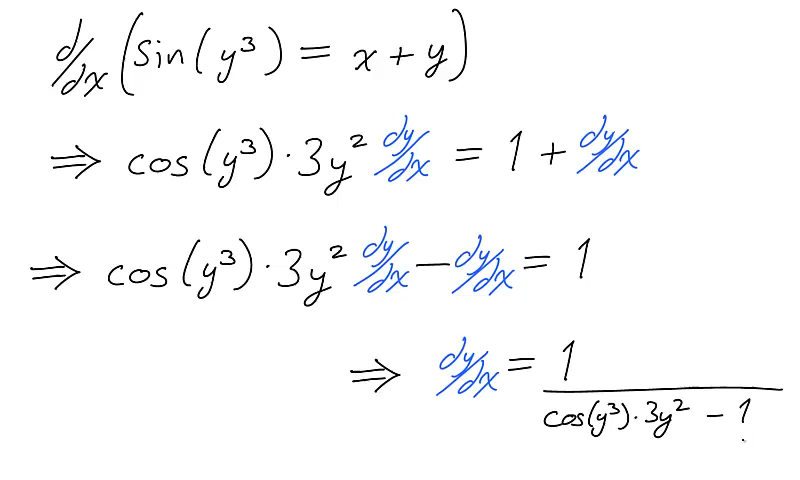 d/dx (sin(y³) = x + y)
⇒ cos(y³) · 3y² dy/dx = 1 + dy/dx
⇒ cos(y³) · 3y² dy/dx − dy/dx = 1
⇒ dy/dx = 1
cos(y³) · 3y² − 1